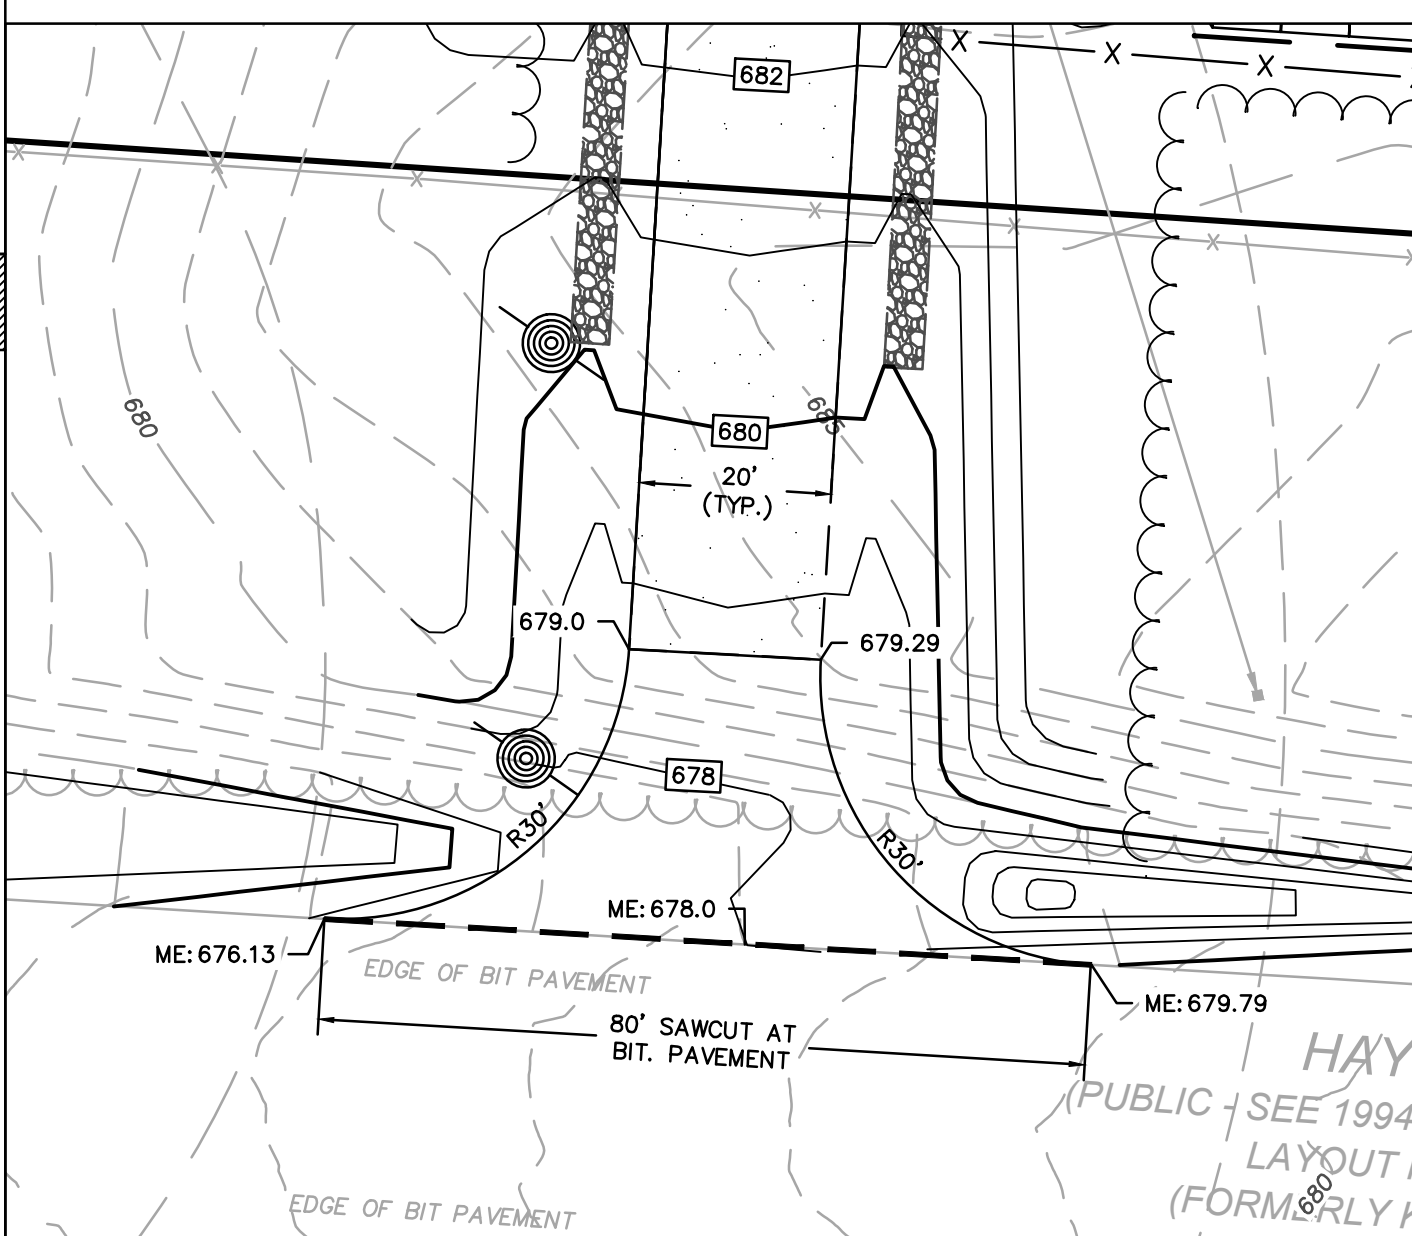 X X X
682
X X X X X X X
680
685
680
20'
(TYP.)
679.0
679.29
678
R30'
R30'
ME: 678.0
ME: 676.13
EDGE OF BIT PAVEMENT
ME: 679.79
80' SAWCUT AT
BIT. PAVEMENT
HAY
(PUBLIC - SEE 1994
LAYOUT
(FORMERLY K
680
EDGE OF BIT PAVEMENT